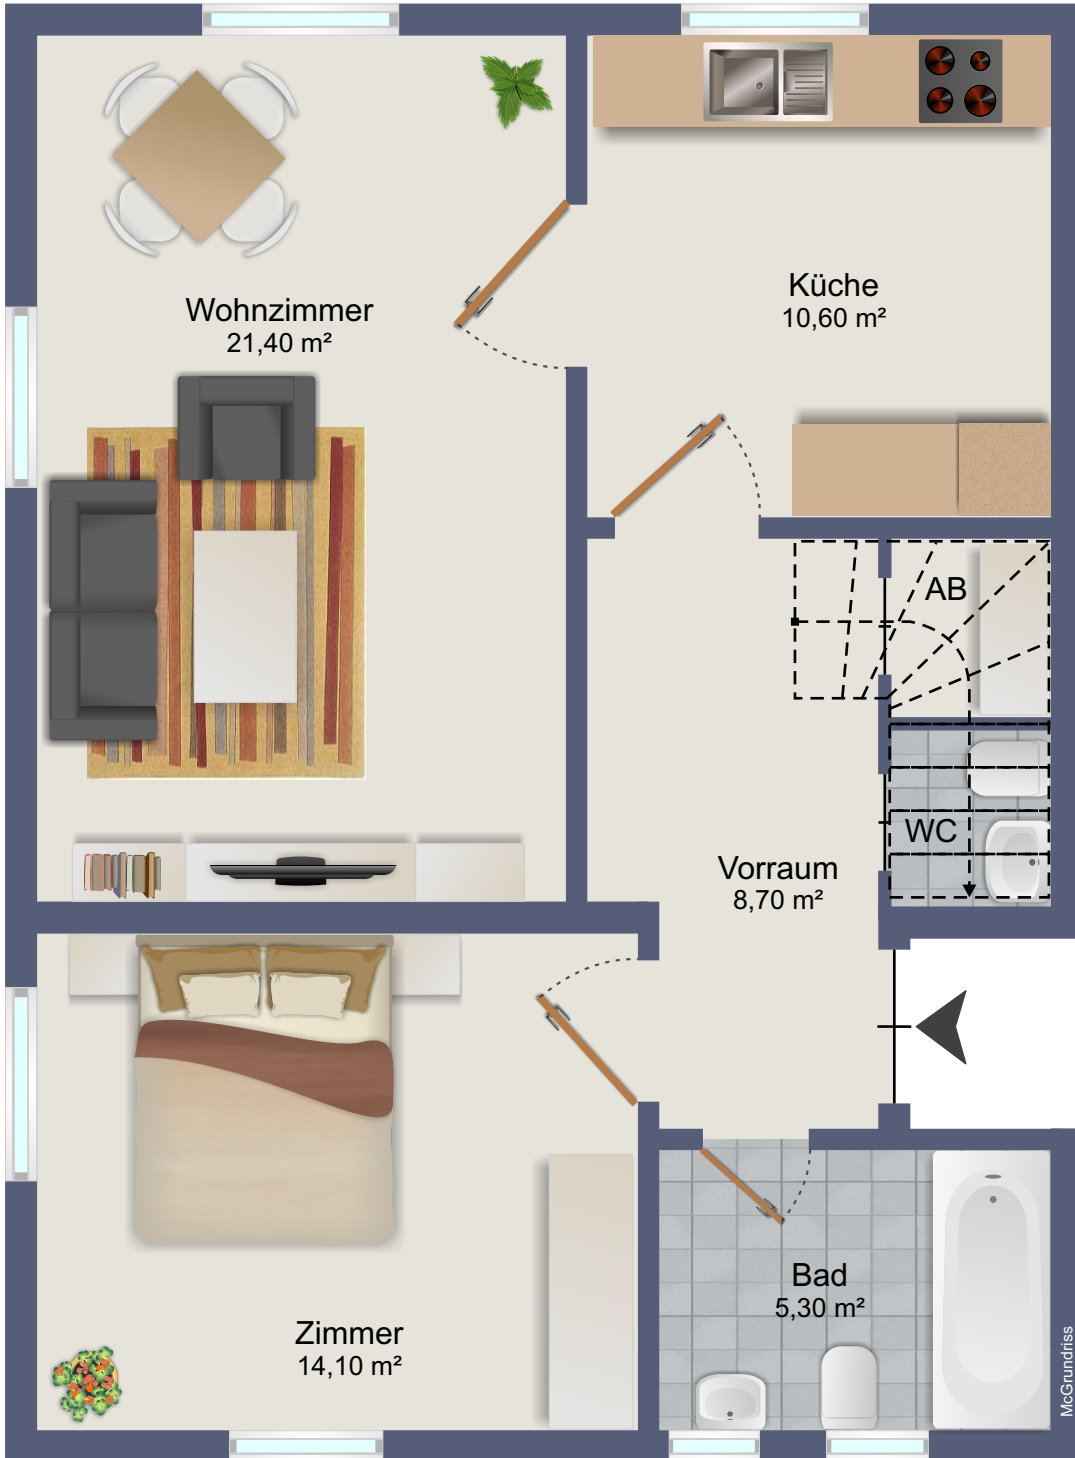 Küche
10,60 m²
Wohnzimmer
21,40 m²
AB
WC
Vorraum
8,70 m²
Bad
5,30 m²
Zimmer
14,10 m²
McGrundriss